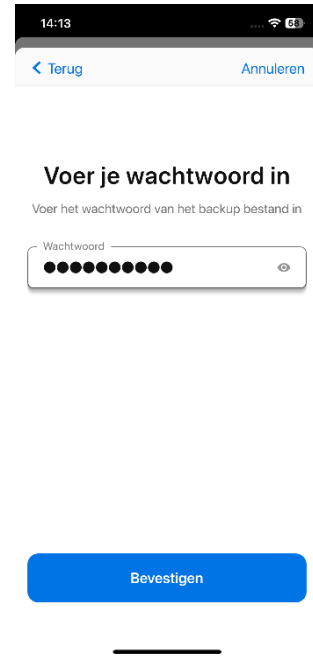 14:13
58
Terug
Annuleren
Voer je wachtwoord in
Voer het wachtwoord van het backup bestand in
Wachtwoord
●●●●●●●●●●
Bevestigen